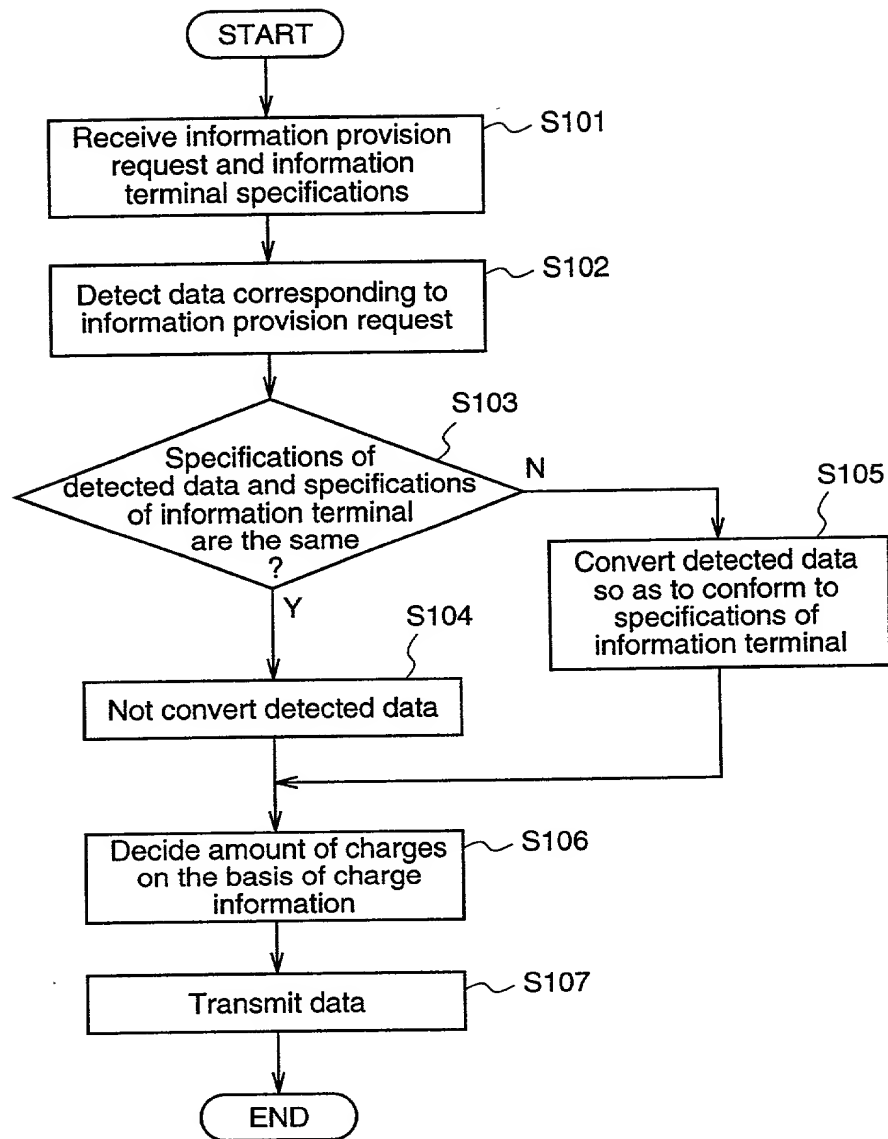 START
S101
Receive information provision
request and information
terminal specifications
S102
Detect data corresponding to
information provision request
S103
Specifications of
detected data and specifications
of information terminal
are the same
?
N
Y
S105
Convert detected data
so as to conform to
specifications of
information terminal
S104
Not convert detected data
S106
Decide amount of charges
on the basis of charge
information
S107
Transmit data
END